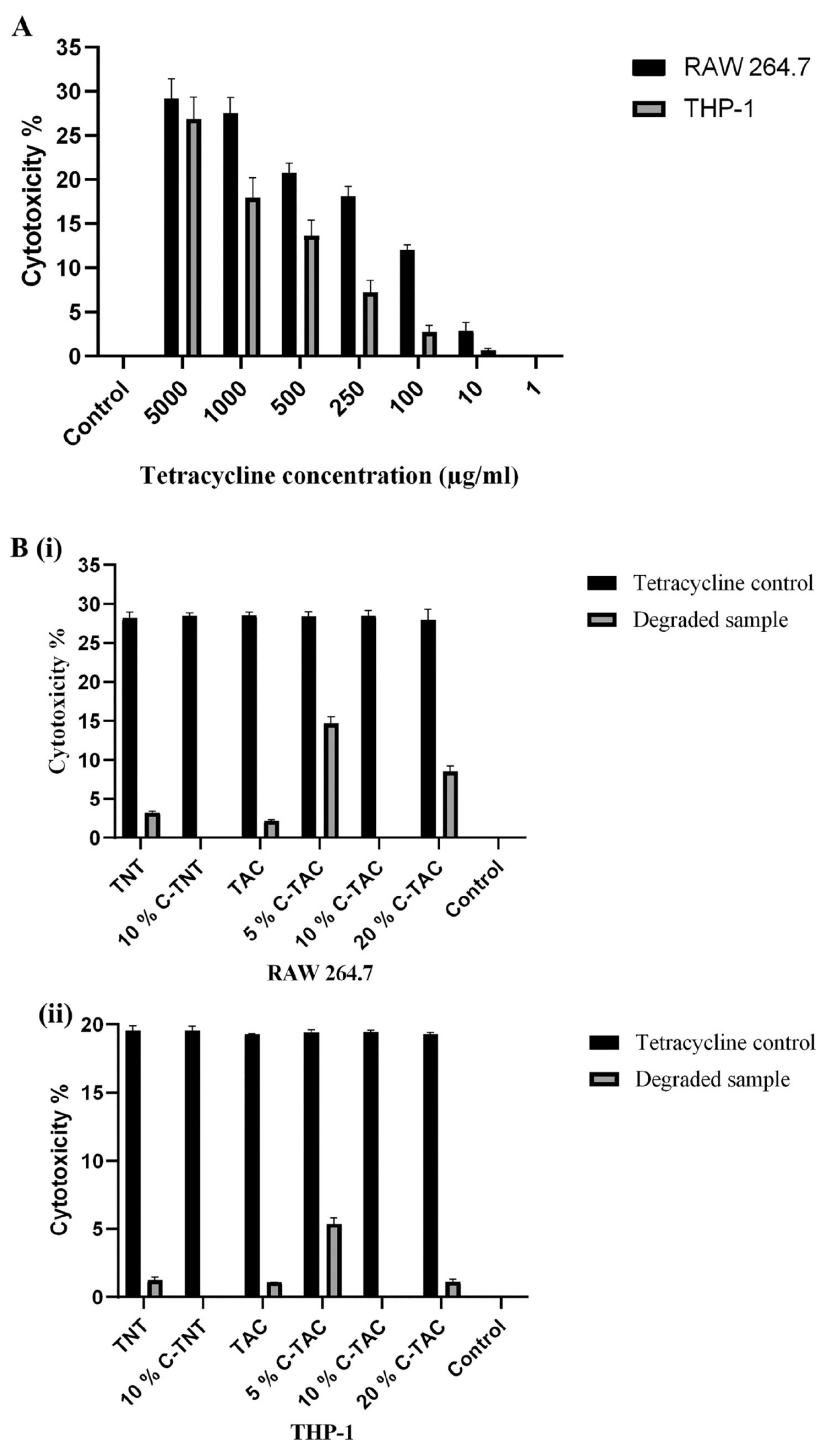 A
35
30
25
20
15
10
5
0
Cytotoxicity %
RAW 264.7
THP-1
Control
5000
1000
500
250
100
10
1
Tetracycline concentration (µg/ml)
B (i)
35
30
25
20
15
10
5
0
Cytotoxicity %
Tetracycline control
Degraded sample
TNT
10 % C-TNT
TAC
5 % C-TAC
10 % C-TAC
20 % C-TAC
Control
RAW 264.7
(ii)
20
15
10
5
0
Cytotoxicity %
Tetracycline control
Degraded sample
TNT
10 % C-TNT
TAC
5 % C-TAC
10 % C-TAC
20 % C-TAC
Control
THP-1